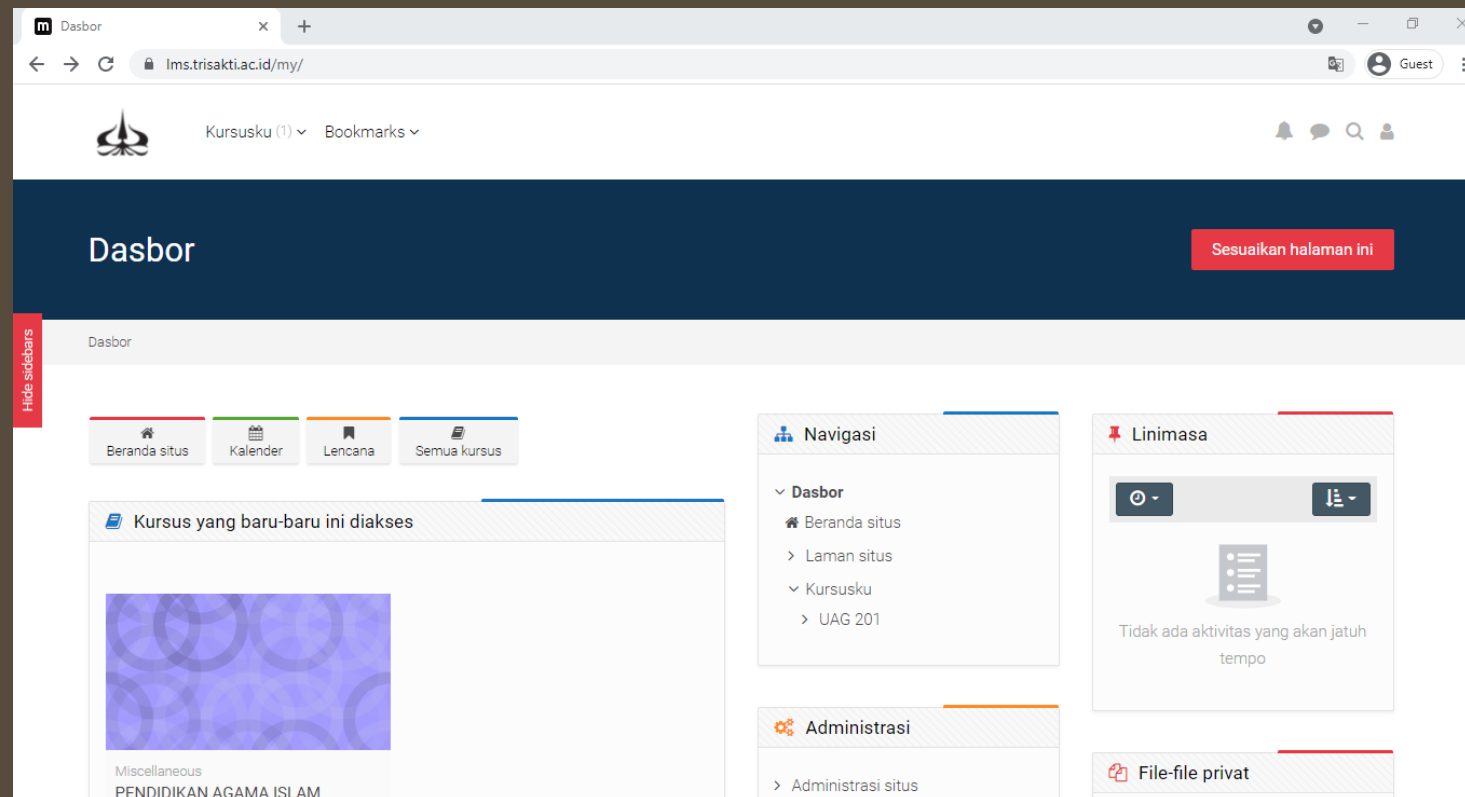 Dasbor
lms.trisakti.ac.id/my/
Guest
Kursusku (1)
Bookmarks
Dasbor
Sesuaikan halaman ini
Hide sidebars
Dasbor
Beranda situs
Kalender
Lencana
Semua kursus
Kursus yang baru-baru ini diakses
Miscellaneous
PENDIDIKAN AGAMA ISLAM
Navigasi
Dasbor
Beranda situs
Laman situs
Kursusku
UAG 201
Administrasi
Administrasi situs
Linimasa
Tidak ada aktivitas yang akan jatuh
tempo
File-file privat